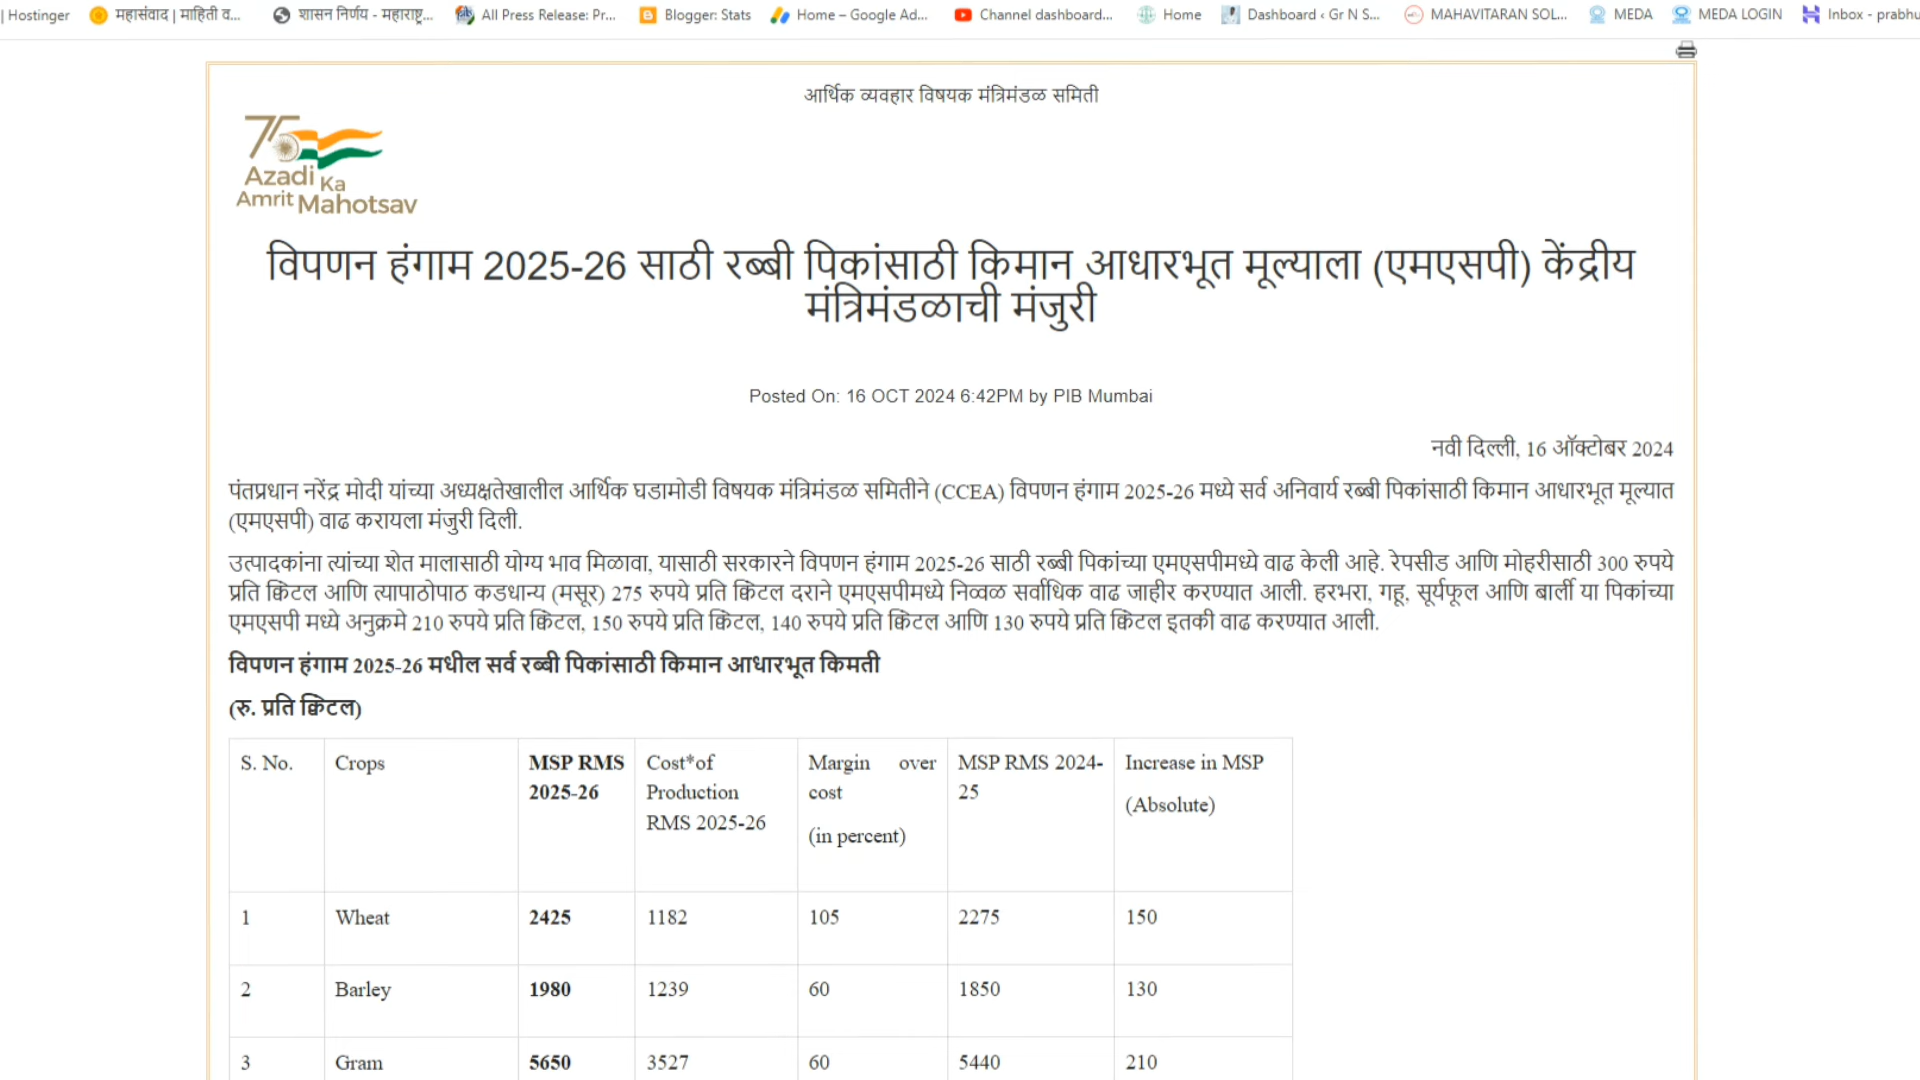 | Hostinger महासंवाद | माहिती व... शासन निर्णय - महाराष्ट्र... All Press Release: Pr... Blogger: Stats Home – Google Ad... Channel dashboard... Home Dashboard ‹ Gr N S... MAHAVITARAN SOL... MEDA MEDA LOGIN Inbox - prabhu
आर्थिक व्यवहार विषयक मंत्रिमंडळ समिती
75
Azadi Ka
Amrit Mahotsav
विपणन हंगाम 2025-26 साठी रब्बी पिकांसाठी किमान आधारभूत मूल्याला (एमएसपी) केंद्रीय
मंत्रिमंडळाची मंजुरी
Posted On: 16 OCT 2024 6:42PM by PIB Mumbai
नवी दिल्ली, 16 ऑक्टोबर 2024
पंतप्रधान नरेंद्र मोदी यांच्या अध्यक्षतेखालील आर्थिक घडामोडी विषयक मंत्रिमंडळ समितीने (CCEA) विपणन हंगाम 2025-26 मध्ये सर्व अनिवार्य रब्बी पिकांसाठी किमान आधारभूत मूल्यात
(एमएसपी) वाढ करायला मंजुरी दिली.
उत्पादकांना त्यांच्या शेत मालासाठी योग्य भाव मिळावा, यासाठी सरकारने विपणन हंगाम 2025-26 साठी रब्बी पिकांच्या एमएसपीमध्ये वाढ केली आहे. रेपसीड आणि मोहरीसाठी 300 रुपये
प्रति क्विंटल आणि त्यापाठोपाठ कडधान्य (मसूर) 275 रुपये प्रति क्विंटल दराने एमएसपीमध्ये निव्वळ सर्वाधिक वाढ जाहीर करण्यात आली. हरभरा, गहू, सूर्यफूल आणि बार्ली या पिकांच्या
एमएसपी मध्ये अनुक्रमे 210 रुपये प्रति क्विंटल, 150 रुपये प्रति क्विंटल, 140 रुपये प्रति क्विंटल आणि 130 रुपये प्रति क्विंटल इतकी वाढ करण्यात आली.
विपणन हंगाम 2025-26 मधील सर्व रब्बी पिकांसाठी किमान आधारभूत किमती
(रु. प्रति क्विंटल)
S. No. Crops MSP RMS 2025-26 Cost*of Production RMS 2025-26 Margin over cost (in percent) MSP RMS 2024-25 Increase in MSP (Absolute)
1 Wheat 2425 1182 105 2275 150
2 Barley 1980 1239 60 1850 130
3 Gram 5650 3527 60 5440 210